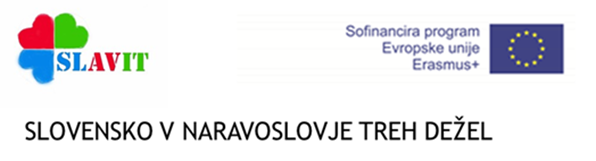 SLAVIT
Sofinancira program
Evropske unije
Erasmus+
SLOVENSKO V NARAVOSLOVJE TREH DEŽEL